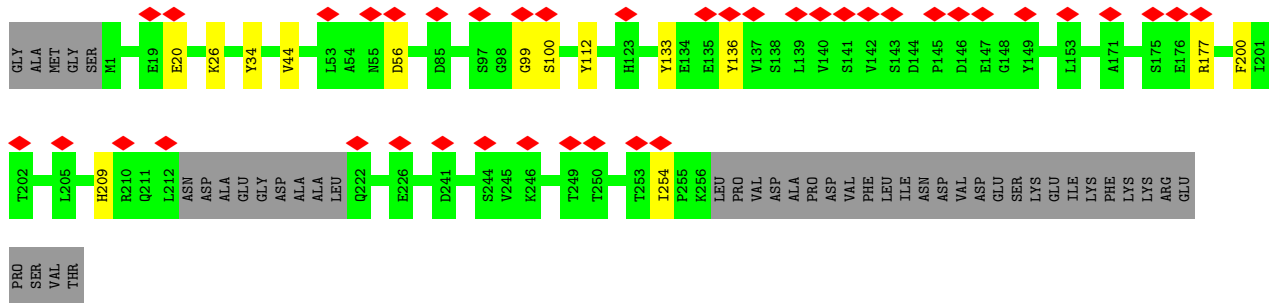 GLY ALA MET GLY SER M1 E19 E20 K26 Y34 V44 L53 A54 N55 D56 D85 S97 G98 G99 S100 Y112 H123 Y133 E134 E135 Y136 V137 S138 L139 V140 S141 V142 S143 D144 P145 D146 E147 G148 Y149 L153 A171 S175 E176 R177 F200 I201
T202 L205 H209 R210 Q211 L212 ASN ASP ALA GLU GLY ASP ALA ALA LEU Q222 E226 D241 S244 V245 K246 T249 T250 T253 I254 P255 K256 LEU PRO VAL ASP ALA PRO ASP VAL PHE LEU ILE ASN ASP VAL ASP GLU SER LYS GLU ILE LYS PHE LYS LYS ARG GLU
PRO SER VAL THR